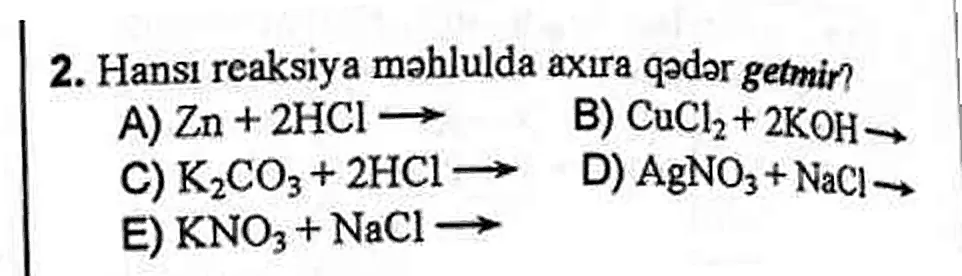 2. Hansı reaksiya məhlulda axıra qədər getmir?
A) Zn + 2HCl → B) CuCl₂ + 2KOH →
C) K₂CO₃ + 2HCl → D) AgNO₃ + NaCl →
E) KNO₃ + NaCl →